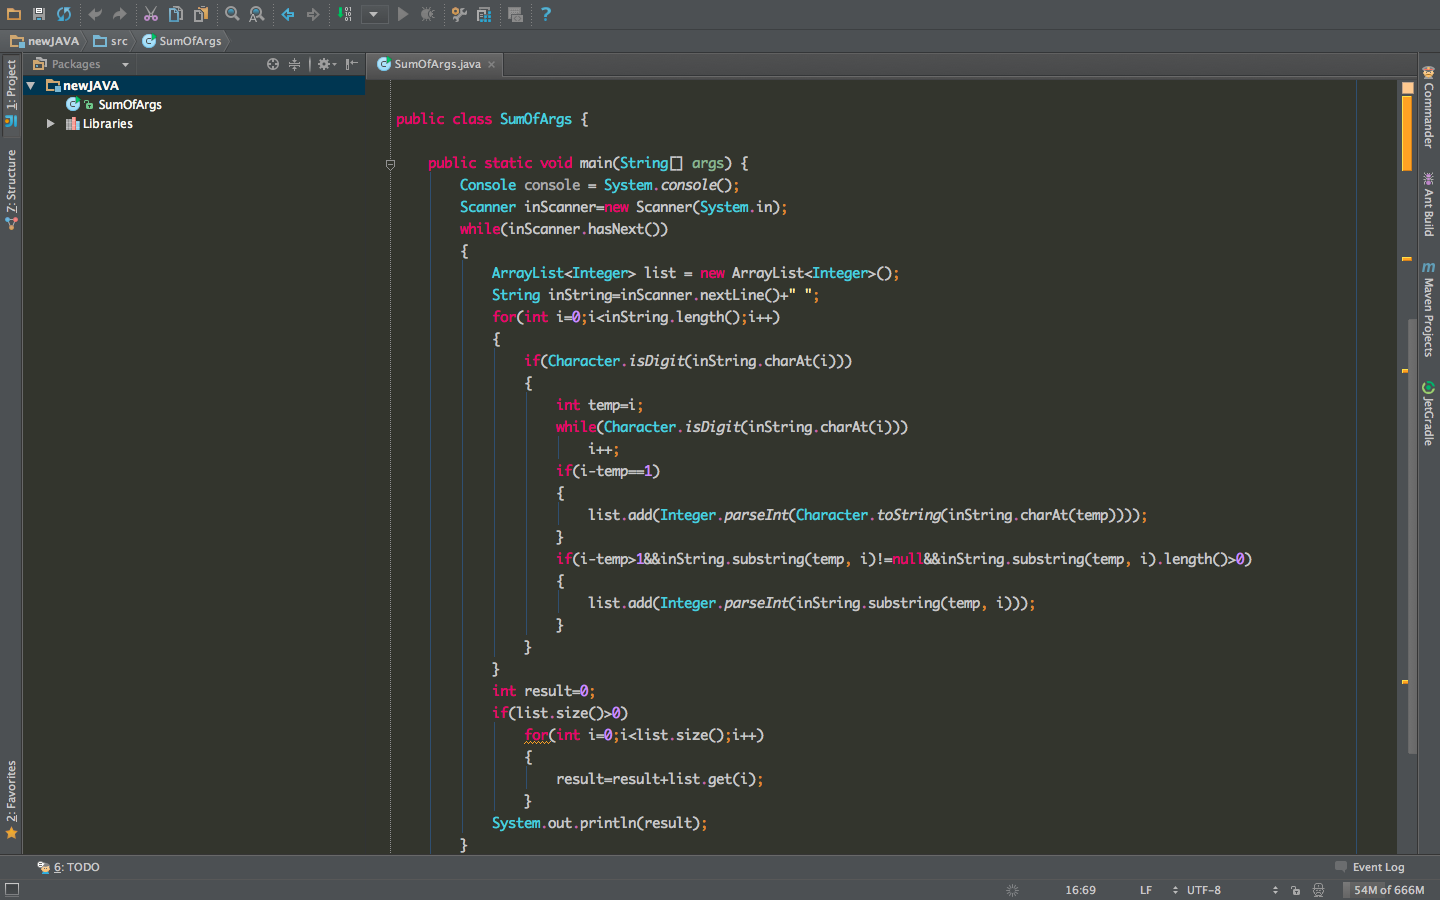 newJAVA src SumOfArgs
1: Project
Packages
SumOfArgs.java
newJAVA
SumOfArgs
Libraries
Z: Structure
2: Favorites
public class SumOfArgs {
public static void main(String[] args) {
Console console = System.console();
Scanner inScanner=new Scanner(System.in);
while(inScanner.hasNext())
{
ArrayList<Integer> list = new ArrayList<Integer>();
String inString=inScanner.nextLine()+" ";
for(int i=0;i<inString.length();i++)
{
if(Character.isDigit(inString.charAt(i)))
{
int temp=i;
while(Character.isDigit(inString.charAt(i)))
i++;
if(i-temp==1)
{
list.add(Integer.parseInt(Character.toString(inString.charAt(temp))));
}
if(i-temp>1&&inString.substring(temp, i)!=null&&inString.substring(temp, i).length()>0)
{
list.add(Integer.parseInt(inString.substring(temp, i)));
}
}
}
int result=0;
if(list.size()>0)
for(int i=0;i<list.size();i++)
{
result=result+list.get(i);
}
System.out.println(result);
}
Commander
Ant Build
m Maven Projects
JetGradle
6: TODO
Event Log
16:69 LF UTF-8 54M of 666M